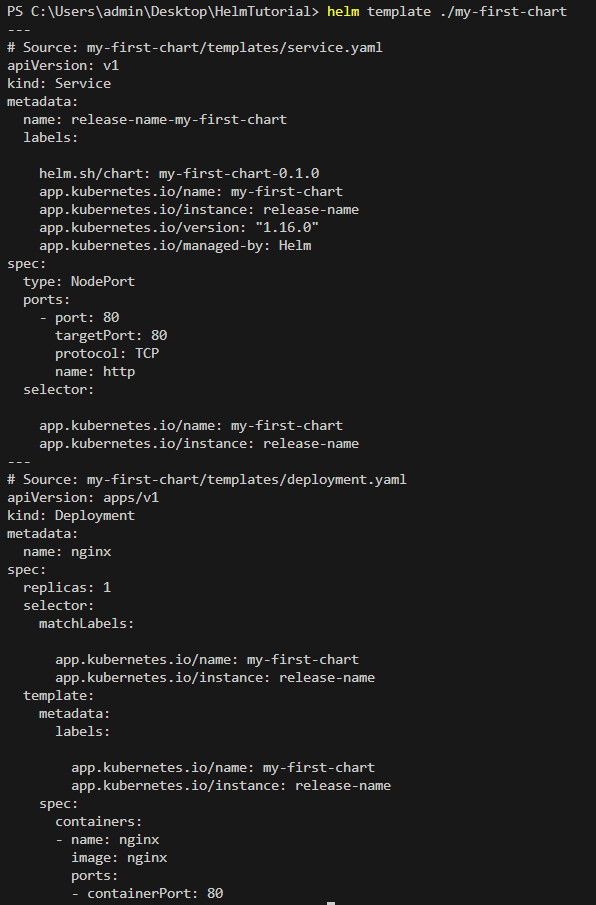 PS C:\Users\admin\Desktop\HelmTutorial> helm template ./my-first-chart
---
# Source: my-first-chart/templates/service.yaml
apiVersion: v1
kind: Service
metadata:
  name: release-name-my-first-chart
  labels:

    helm.sh/chart: my-first-chart-0.1.0
    app.kubernetes.io/name: my-first-chart
    app.kubernetes.io/instance: release-name
    app.kubernetes.io/version: "1.16.0"
    app.kubernetes.io/managed-by: Helm
spec:
  type: NodePort
  ports:
    - port: 80
      targetPort: 80
      protocol: TCP
      name: http
  selector:

    app.kubernetes.io/name: my-first-chart
    app.kubernetes.io/instance: release-name
---
# Source: my-first-chart/templates/deployment.yaml
apiVersion: apps/v1
kind: Deployment
metadata:
  name: nginx
spec:
  replicas: 1
  selector:
    matchLabels:

      app.kubernetes.io/name: my-first-chart
      app.kubernetes.io/instance: release-name
  template:
    metadata:
      labels:

        app.kubernetes.io/name: my-first-chart
        app.kubernetes.io/instance: release-name
    spec:
      containers:
      - name: nginx
        image: nginx
        ports:
        - containerPort: 80